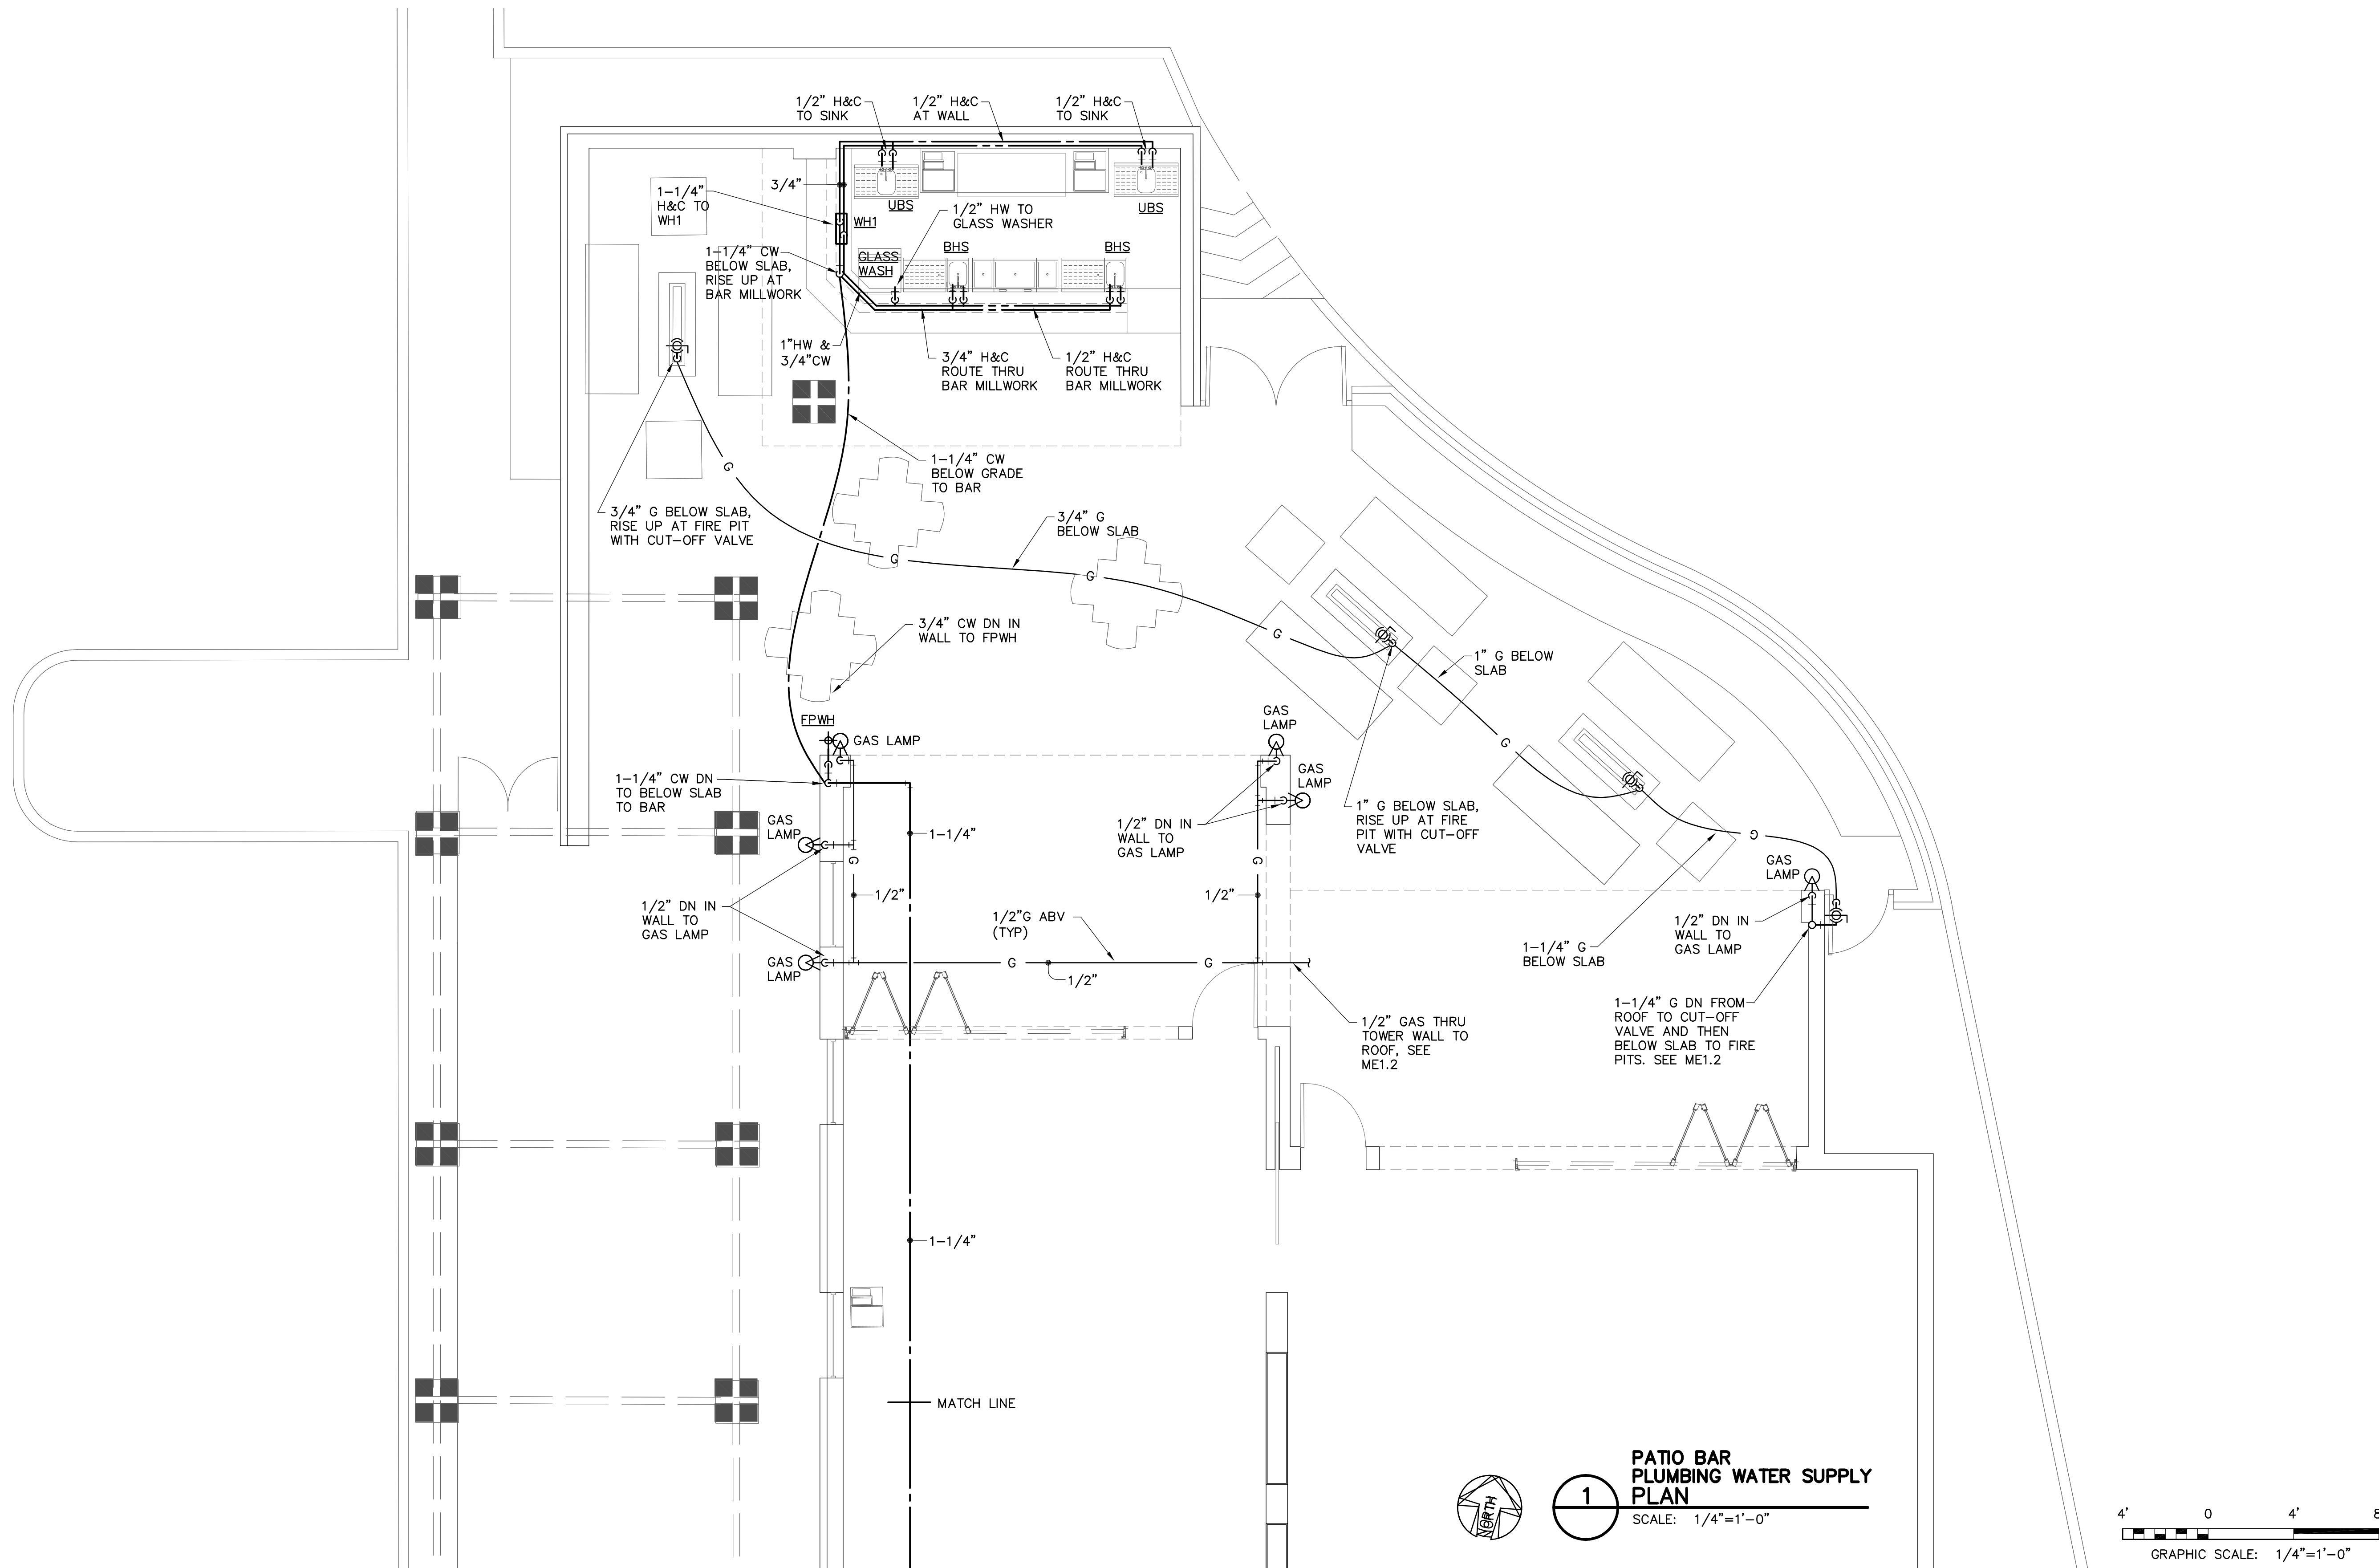 1/2" H&C
TO SINK
1/2" H&C
AT WALL
1/2" H&C
TO SINK
3/4"
1-1/4"
H&C TO
WH1
UBS
UBS
WH1
1/2" HW TO
GLASS WASHER
1-1/4" CW
BELOW SLAB,
RISE UP AT
BAR MILLWORK
GLASS
WASH
BHS
BHS
1"HW &
3/4"CW
3/4" H&C
ROUTE THRU
BAR MILLWORK
1/2" H&C
ROUTE THRU
BAR MILLWORK
G
1-1/4" CW
BELOW GRADE
TO BAR
3/4" G BELOW SLAB,
RISE UP AT FIRE PIT
WITH CUT-OFF VALVE
3/4" G
BELOW SLAB
G
G
G
3/4" CW DN IN
WALL TO FPWH
1" G BELOW
SLAB
G
FPWH
GAS LAMP
GAS
LAMP
GAS
LAMP
1-1/4" CW DN
TO BELOW SLAB
TO BAR
GAS
LAMP
1-1/4"
1/2" DN IN
WALL TO
GAS LAMP
1" G BELOW SLAB,
RISE UP AT FIRE
PIT WITH CUT-OFF
VALVE
G
G
G
GAS
LAMP
1/2" DN IN
WALL TO
GAS LAMP
1/2"
1/2"G ABV
(TYP)
1/2"
1/2" DN IN
WALL TO
GAS LAMP
1-1/4" G
BELOW SLAB
GAS
LAMP
G
G
1/2"
1-1/4" G DN FROM
ROOF TO CUT-OFF
VALVE AND THEN
BELOW SLAB TO FIRE
PITS. SEE ME1.2
1/2" GAS THRU
TOWER WALL TO
ROOF, SEE
ME1.2
1-1/4"
MATCH LINE
NORTH
1
PATIO BAR
PLUMBING WATER SUPPLY
PLAN
SCALE: 1/4"=1'-0"
4' 0 4' 8
GRAPHIC SCALE: 1/4"=1'-0"